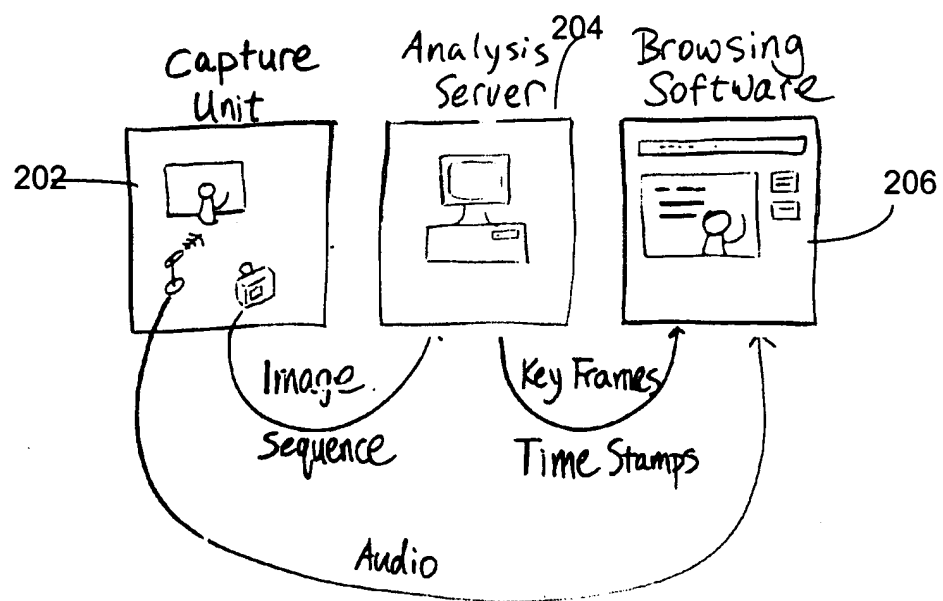 Capture
Unit
Analysis
Server
204
Browsing
Software
202
206
Image
Sequence
Key Frames
Time Stamps
Audio